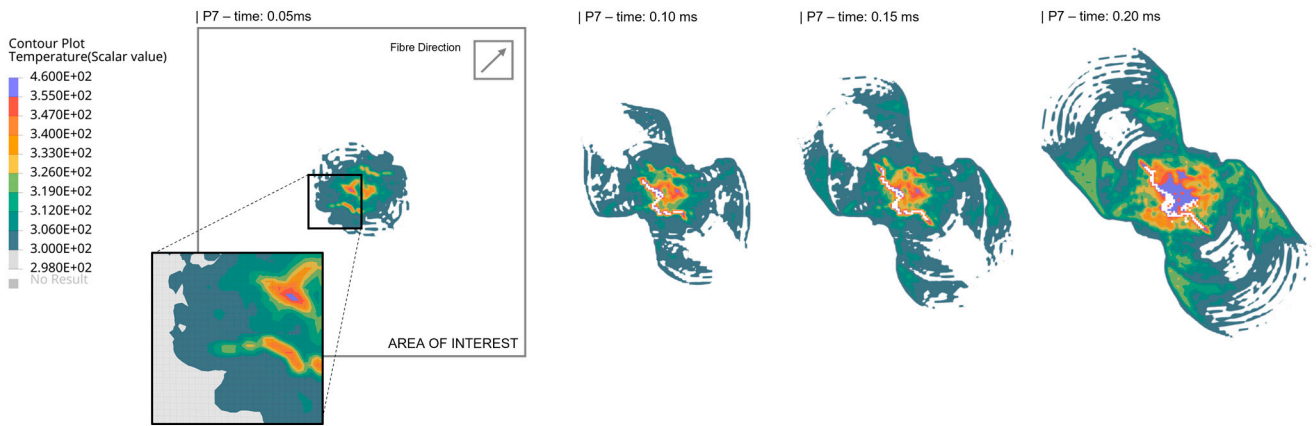 | P7 – time: 0.05ms
| P7 – time: 0.10 ms
| P7 – time: 0.15 ms
| P7 – time: 0.20 ms
Contour Plot
Temperature(Scalar value)
4.600E+02
3.550E+02
3.470E+02
3.400E+02
3.330E+02
3.260E+02
3.190E+02
3.120E+02
3.060E+02
3.000E+02
2.980E+02
No Result
Fibre Direction
AREA OF INTEREST